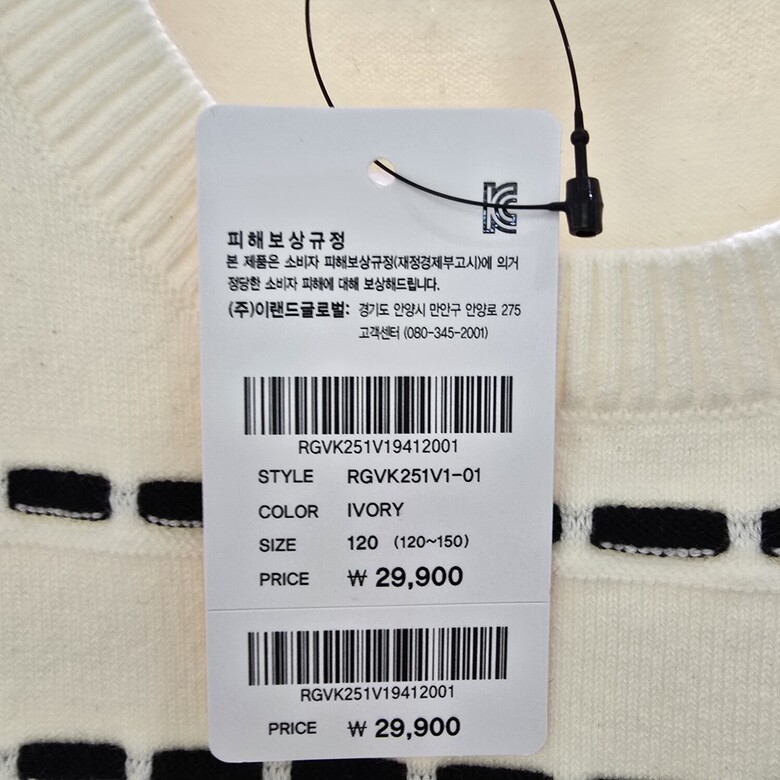 KC
피해보상규정
본 제품은 소비자 피해보상규정(재정경제부고시)에 의거
정당한 소비자 피해에 대해 보상해드립니다.
(주)이랜드글로벌: 경기도 안양시 만안구 안양로 275
고객센터 (080-345-2001)
RGVK251V19412001
STYLE RGVK251V1-01
COLOR IVORY
SIZE 120 (120~150)
PRICE ₩ 29,900
RGVK251V19412001
PRICE ₩ 29,900